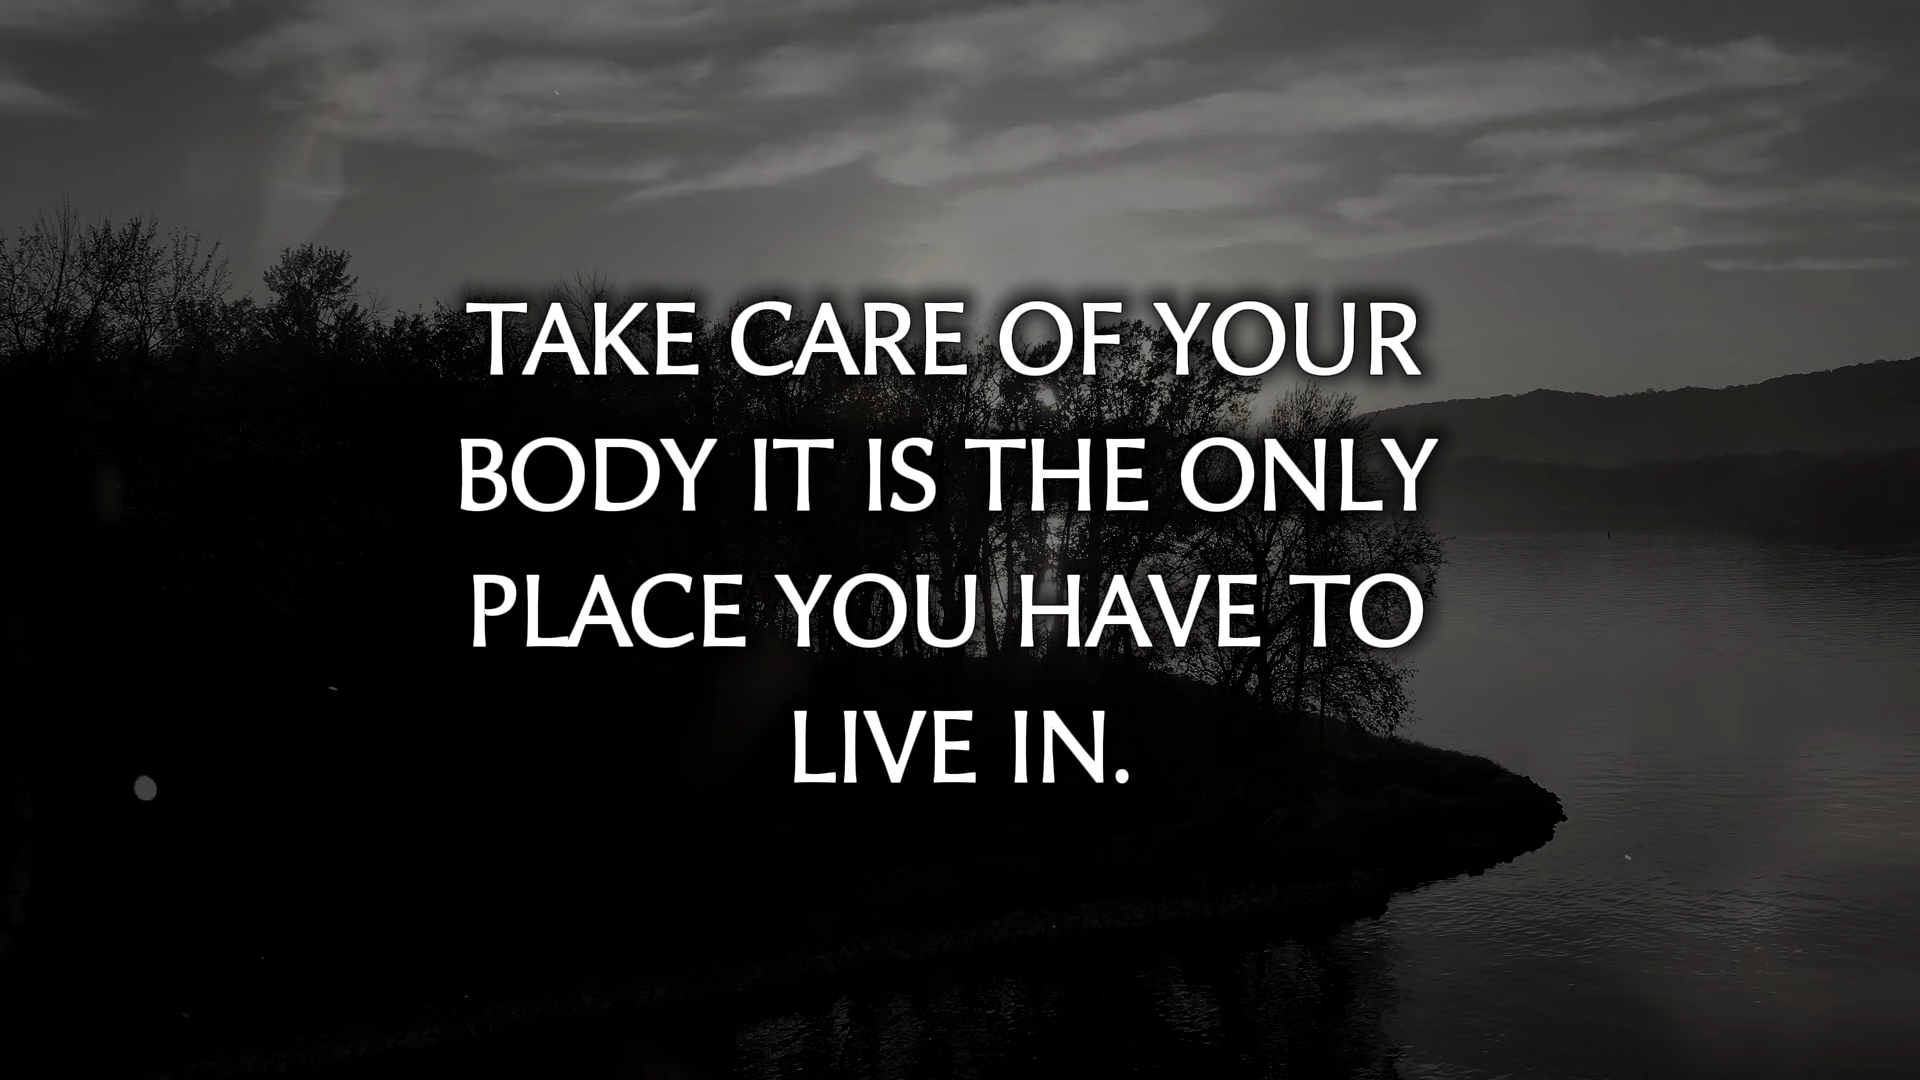 TAKE CARE OF YOUR
BODY IT IS THE ONLY
PLACE YOU HAVE TO
LIVE IN.